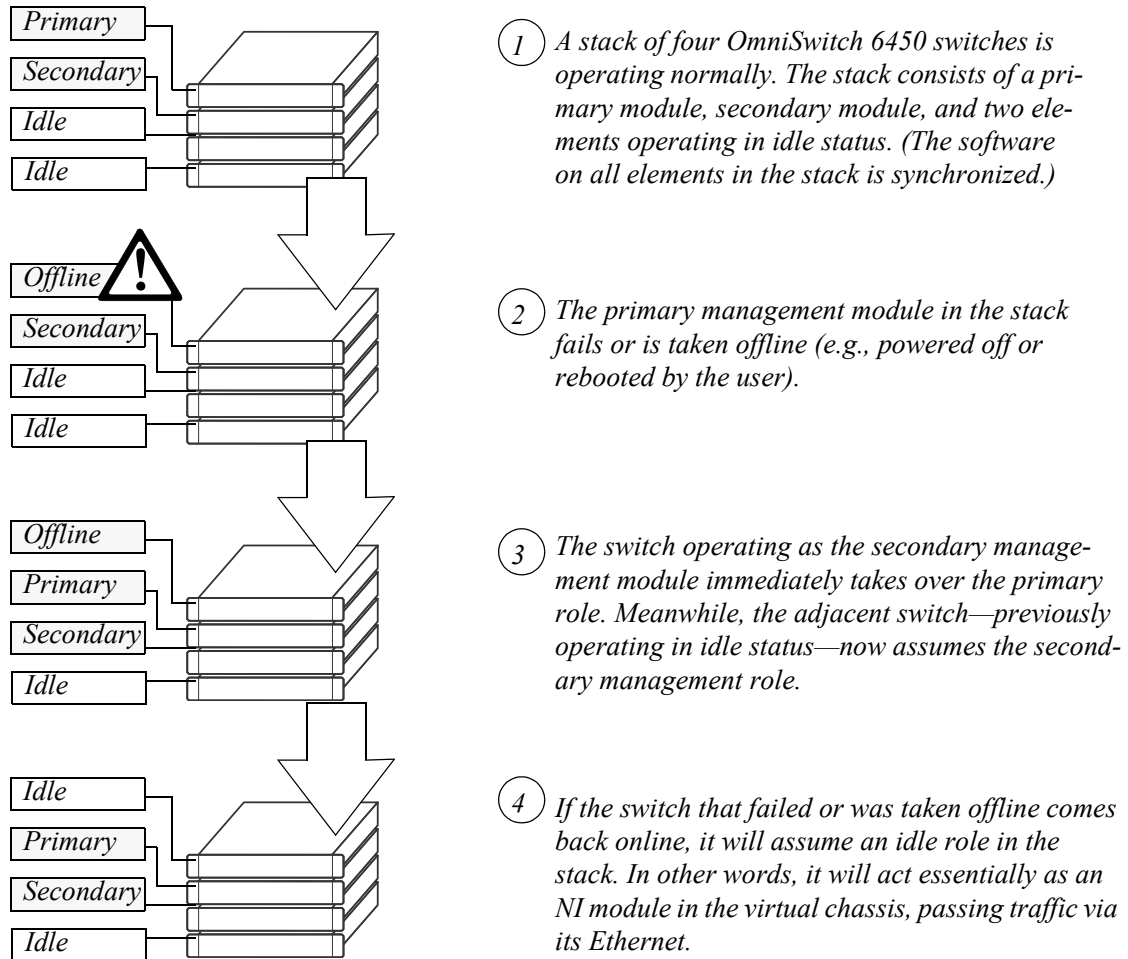 Primary
Secondary
Idle
Idle
1
A stack of four OmniSwitch 6450 switches is
operating normally. The stack consists of a pri-
mary module, secondary module, and two ele-
ments operating in idle status. (The software
on all elements in the stack is synchronized.)
Offline
!
Secondary
Idle
Idle
2
The primary management module in the stack
fails or is taken offline (e.g., powered off or
rebooted by the user).
Offline
Primary
Secondary
Idle
3
The switch operating as the secondary manage-
ment module immediately takes over the primary
role. Meanwhile, the adjacent switch—previously
operating in idle status—now assumes the second-
ary management role.
Idle
Primary
Secondary
Idle
4
If the switch that failed or was taken offline comes
back online, it will assume an idle role in the
stack. In other words, it will act essentially as an
NI module in the virtual chassis, passing traffic via
its Ethernet.